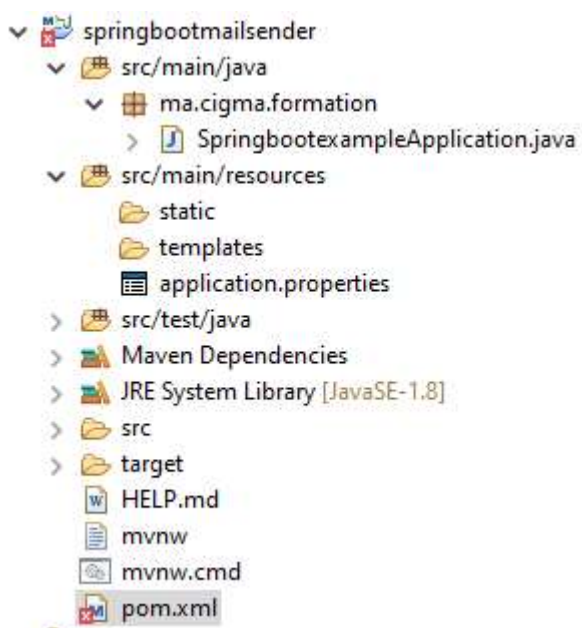 springbootmailsender
src/main/java
ma.cigma.formation
SpringbootexampleApplication.java
src/main/resources
static
templates
application.properties
src/test/java
Maven Dependencies
JRE System Library [JavaSE-1.8]
src
target
HELP.md
mvnw
mvnw.cmd
pom.xml